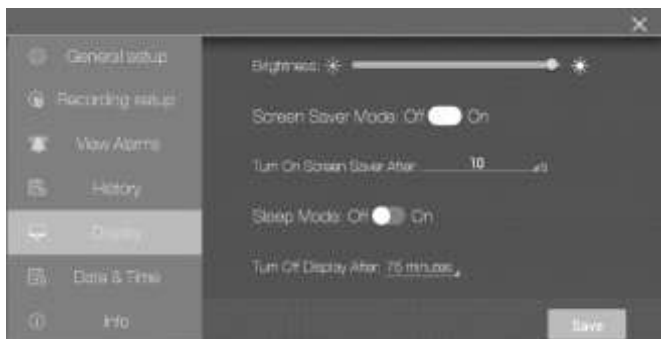 General setup
Recording setup
View Alarms
History
Display
Date & Time
Info
Brightness:
Screen Saver Mode: Off On
Turn On Screen Saver After 10
Sleep Mode: Off On
Turn Off Display After: 75 minutes
Save